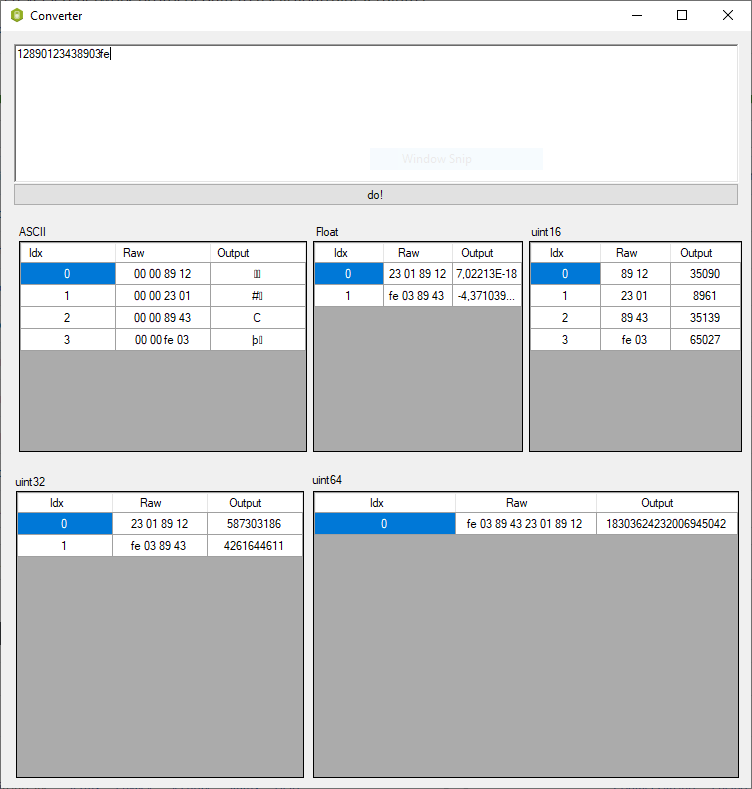 Converter
12890123438903fe
Window Snip
do!
ASCII
Idx Raw Output
0 00 00 89 12
1 00 00 23 01 #
2 00 00 89 43 C
3 00 00 fe 03 þ
Float
Idx Raw Output
0 23 01 89 12 7,02213E-18
1 fe 03 89 43 -4,371039...
uint16
Idx Raw Output
0 89 12 35090
1 23 01 8961
2 89 43 35139
3 fe 03 65027
uint32
Idx Raw Output
0 23 01 89 12 587303186
1 fe 03 89 43 4261644611
uint64
Idx Raw Output
0 fe 03 89 43 23 01 89 12 18303624232006945042